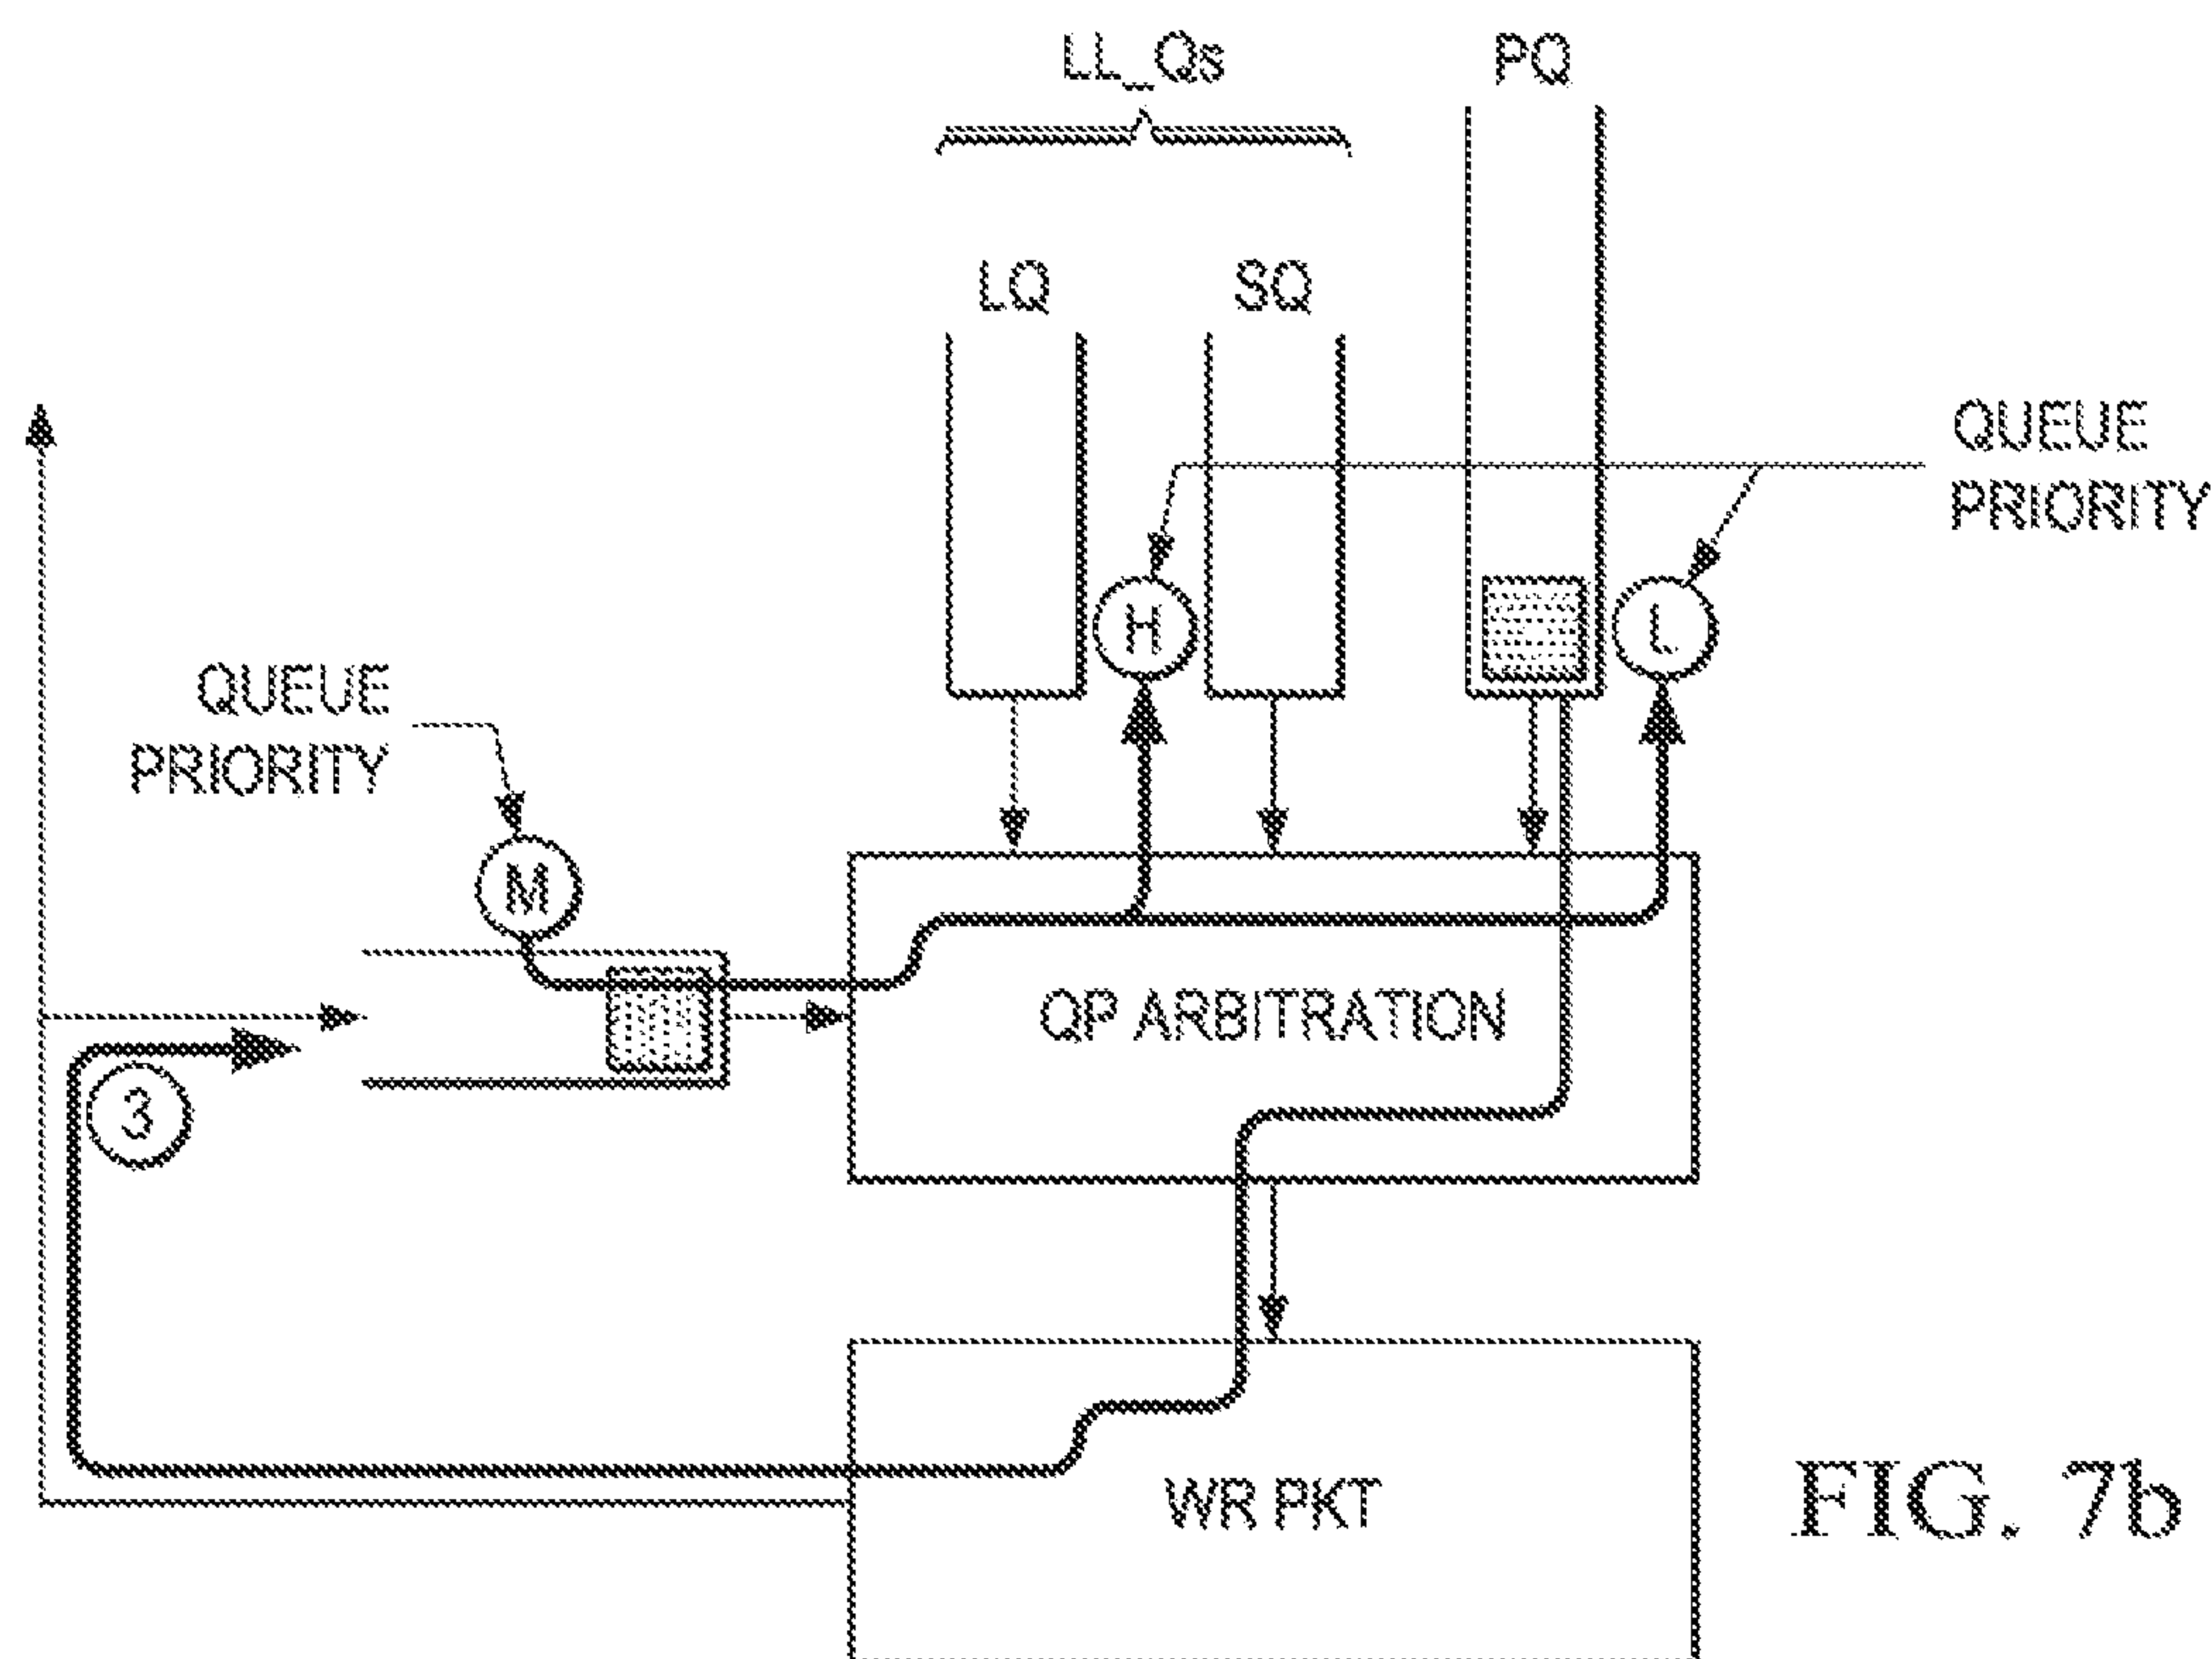 LL_Qs
PQ
LQ
SQ
QUEUE
PRIORITY
H
L
QUEUE
PRIORITY
M
QP ARBITRATION
3
WR PKT
FIG. 7b